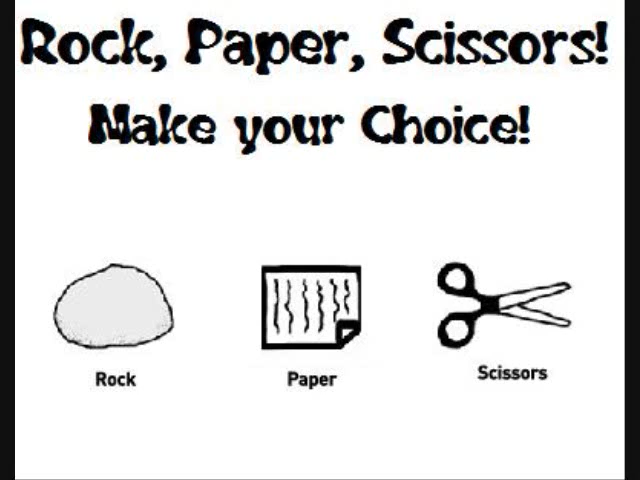 Rock, Paper, Scissors!
Make your Choice!
Rock
Paper
Scissors